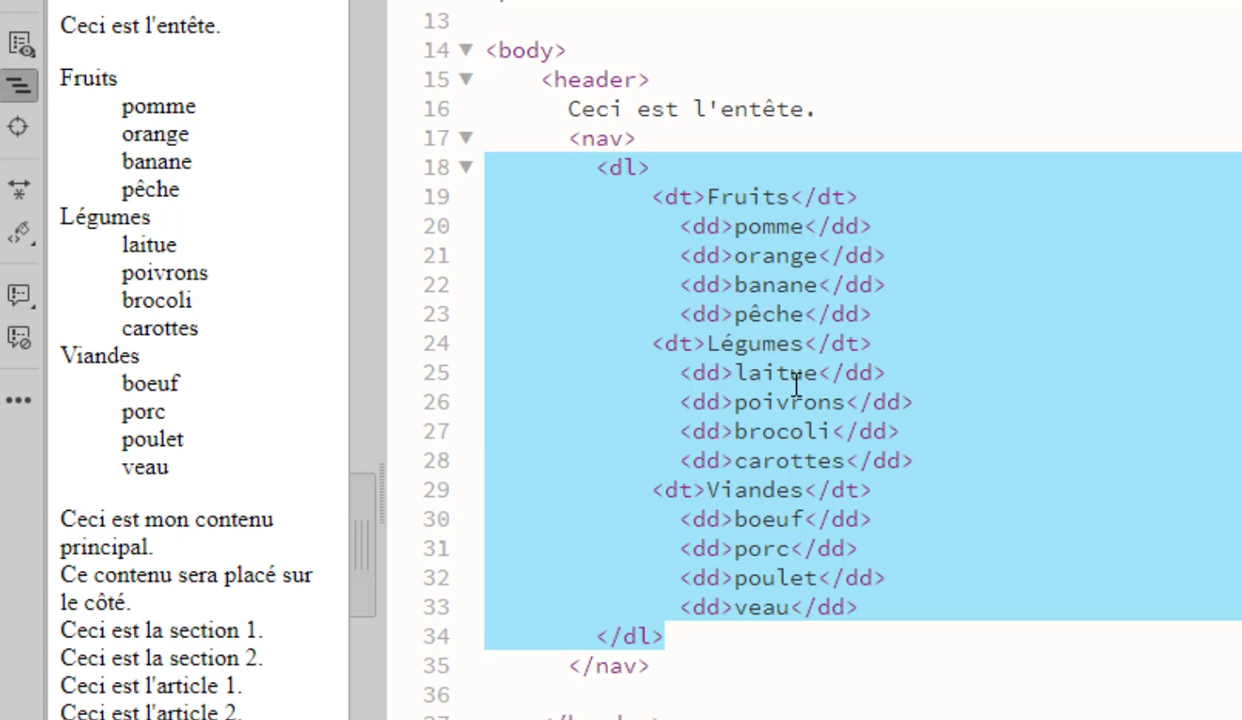 Ceci est l'entête.
Fruits
pomme
orange
banane
pêche
Légumes
laitue
poivrons
brocoli
carottes
Viandes
boeuf
porc
poulet
veau
Ceci est mon contenu
principal.
Ce contenu sera placé sur
le côté.
Ceci est la section 1.
Ceci est la section 2.
Ceci est l'article 1.
Ceci est l'article 2.
13
14 <body>
15 <header>
16 Ceci est l'entête.
17 <nav>
18 <dl>
19 <dt>Fruits</dt>
20 <dd>pomme</dd>
21 <dd>orange</dd>
22 <dd>banane</dd>
23 <dd>pêche</dd>
24 <dt>Légumes</dt>
25 <dd>laitue</dd>
26 <dd>poivrons</dd>
27 <dd>brocoli</dd>
28 <dd>carottes</dd>
29 <dt>Viandes</dt>
30 <dd>boeuf</dd>
31 <dd>porc</dd>
32 <dd>poulet</dd>
33 <dd>veau</dd>
34 </dl>
35 </nav>
36